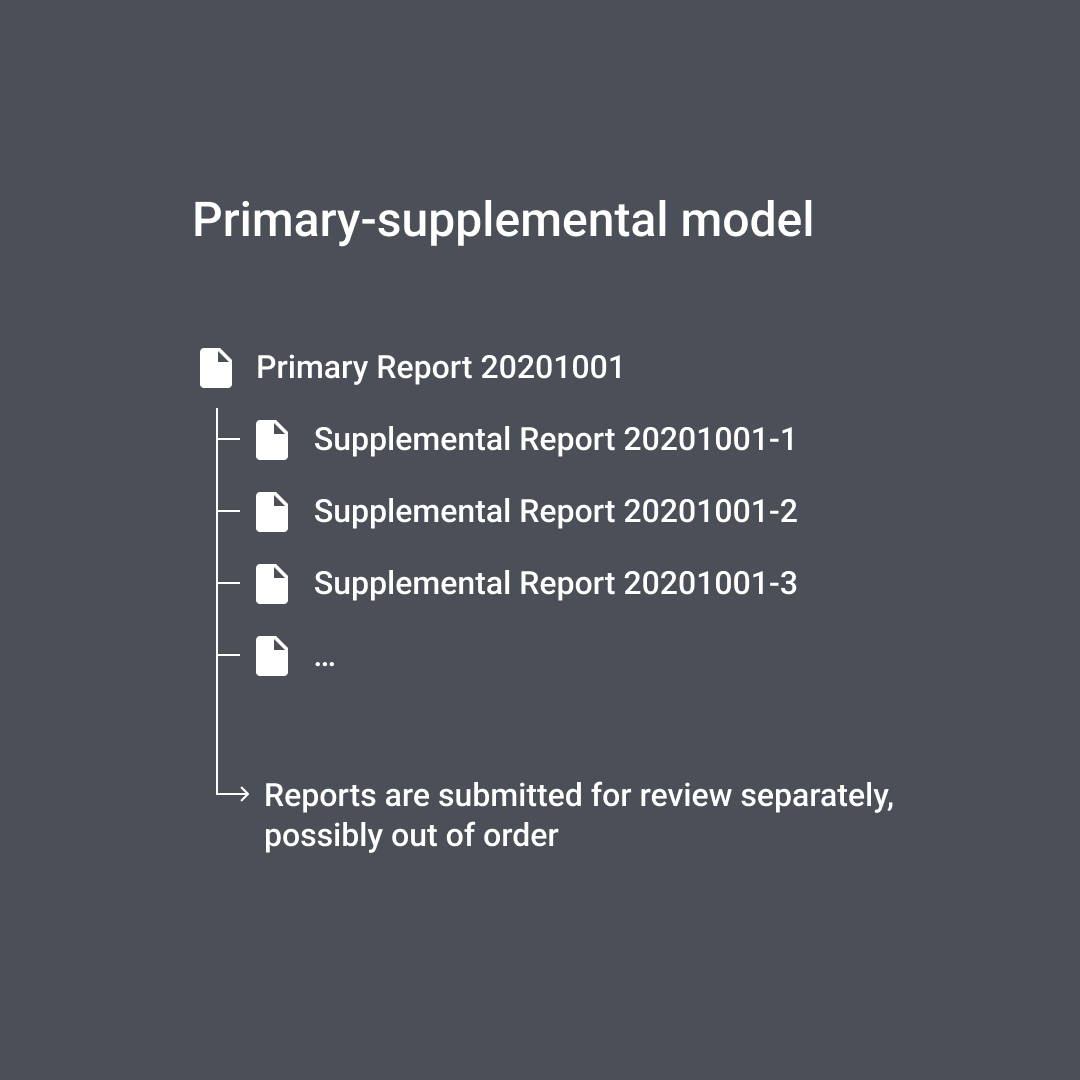 Primary-supplemental model
Primary Report 20201001
Supplemental Report 20201001-1
Supplemental Report 20201001-2
Supplemental Report 20201001-3
...
Reports are submitted for review separately,
possibly out of order